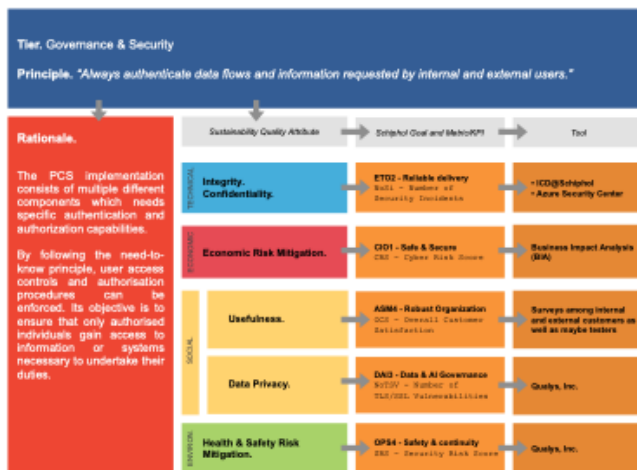 Tier. Governance & Security
Principle. "Always authenticate data flows and information requested by internal and external users."
Rationale.
The PCS implementation
consists of multiple different
components which needs
specific authentication and
authorization capabilities.
By following the need-to-
know principle, user access
controls and authorisation
procedures can be
enforced. Its objective is to
ensure that only authorised
individuals gain access to
information or systems
necessary to undertake their
duties.
Sustainability Quality Attribute
Schiphol Goal and Metric/KPI
Tool
TECHNICAL
Integrity.
Confidentiality.
ETO2 - Reliable delivery
NoSi - Number of
Security Incidents
• ICD@Schiphol
• Azure Security Center
ECONOMIC
Economic Risk Mitigation.
CIO1 - Safe & Secure
CRS - Cyber Risk Score
Business Impact Analysis
(BIA)
SOCIAL
Usefulness.
ASM4 - Robust Organization
OCS - Overall Customer
Satisfaction
Surveys among internal
and external customers as
well as maybe testers
Data Privacy.
DAI3 - Data & AI Governance
NoTSV - Number of
TLS/SSL Vulnerabilities
Qualys, Inc.
ENVIRON.
Health & Safety Risk
Mitigation.
OPS4 - Safety & continuity
SRS - Security Risk Score
Qualys, Inc.